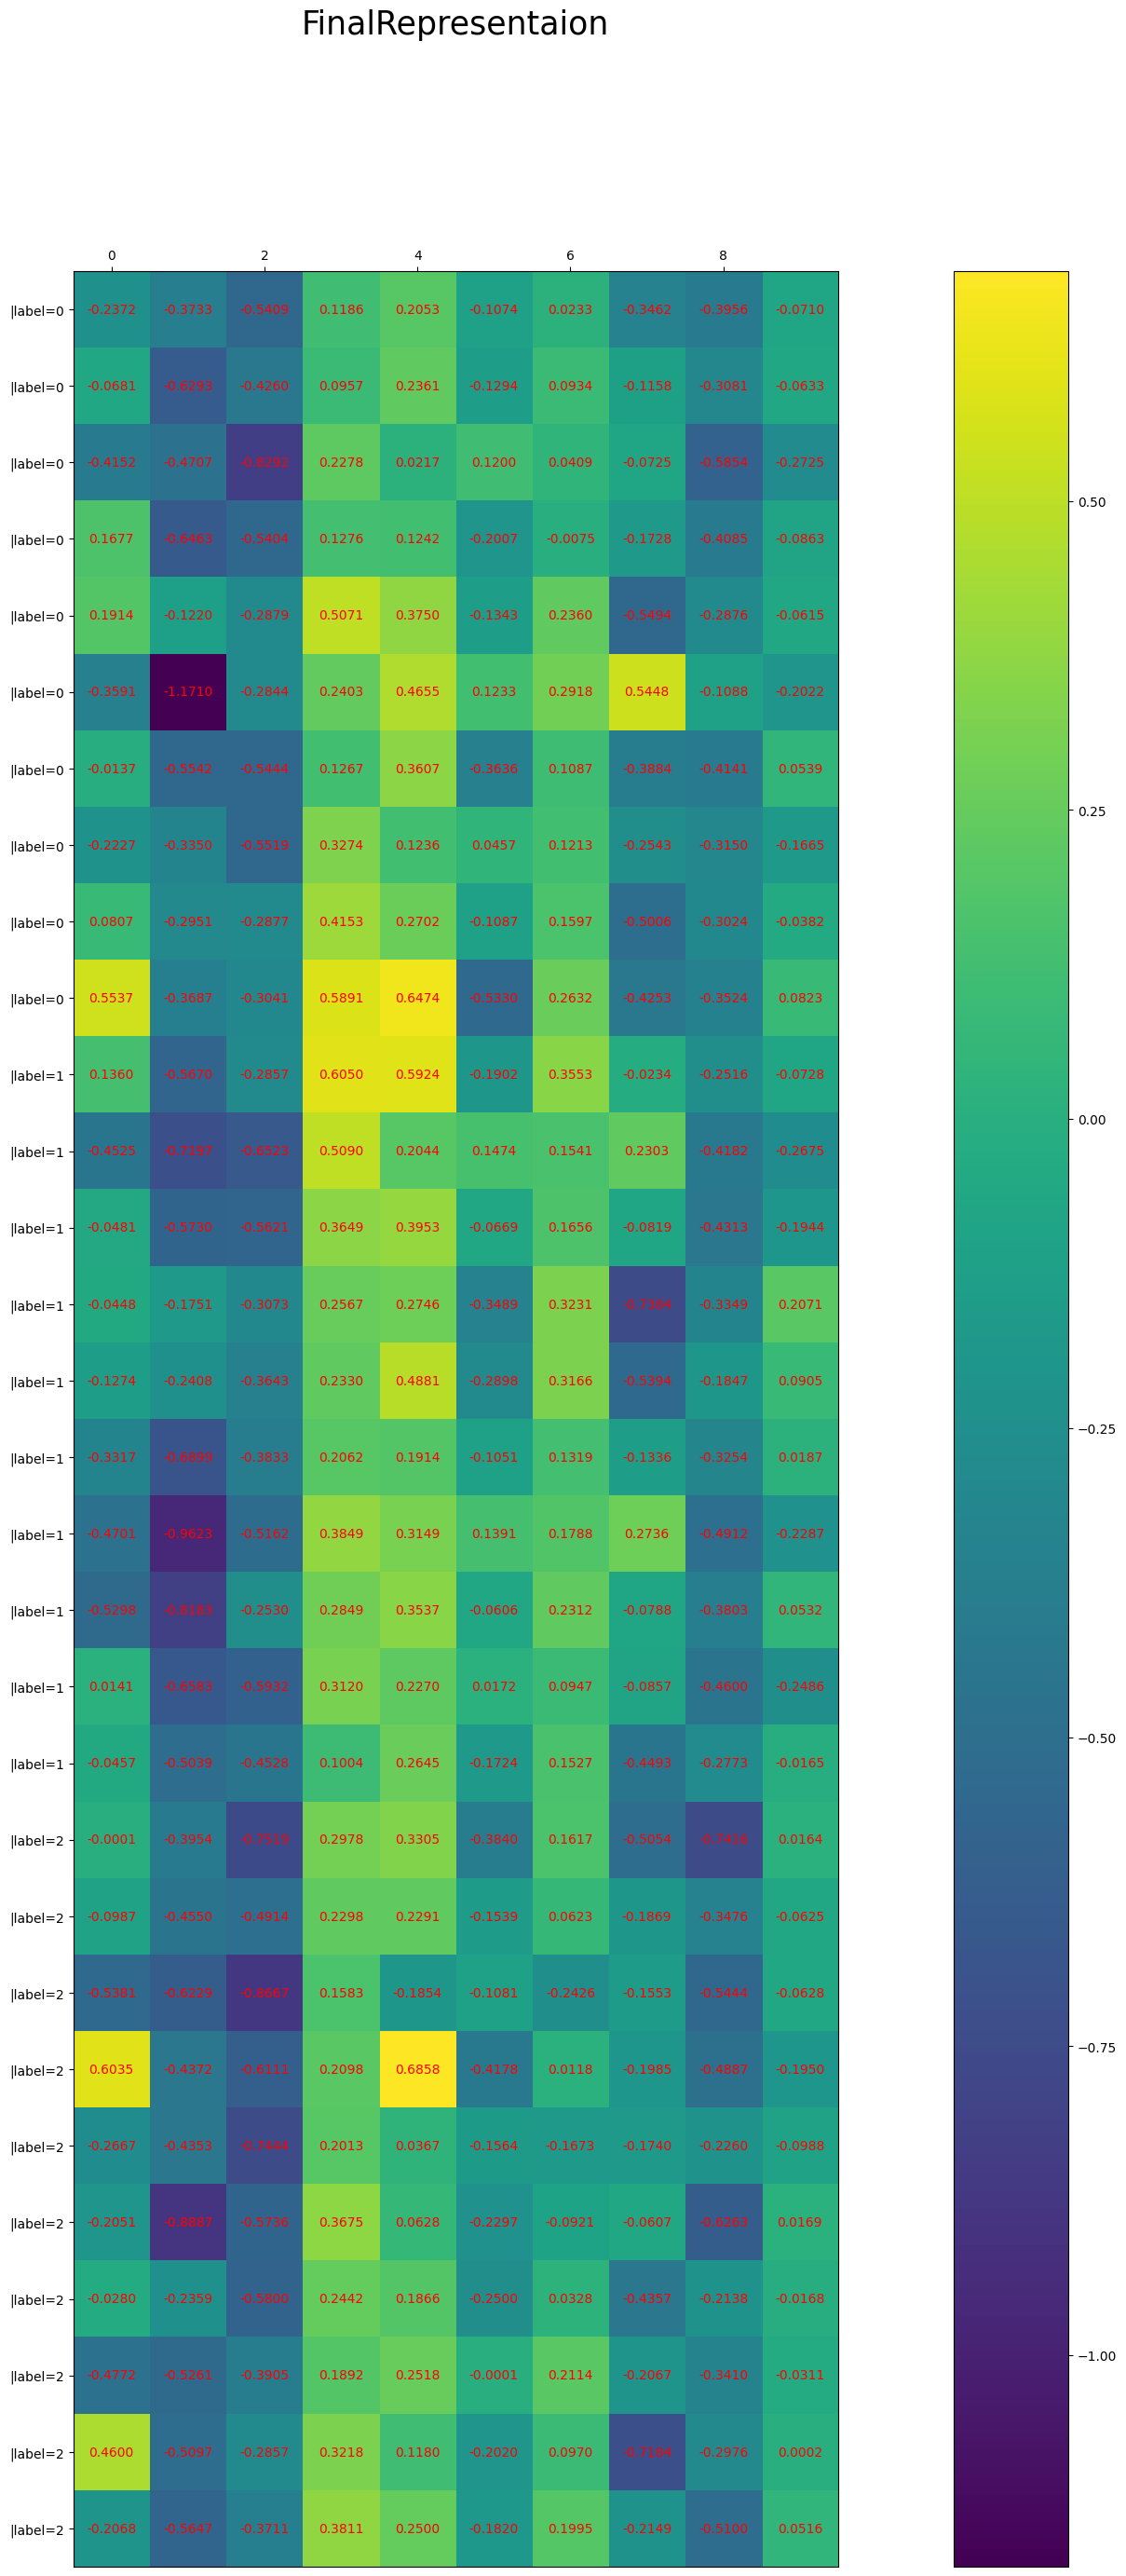 FinalRepresentaion
0 2 4 6 8
|label=0 -0.2372 -0.3733 -0.5409 0.1186 0.2053 -0.1074 0.0233 -0.3462 -0.3956 -0.0710
|label=0 -0.0681 -0.6293 -0.4260 0.0957 0.2361 -0.1294 0.0934 -0.1158 -0.3081 -0.0633
|label=0 -0.4152 -0.4707 0.2278 0.0217 0.1200 0.0409 -0.0725 -0.5854 -0.2725
|label=0 0.1677 -0.6463 -0.5404 0.1276 0.1242 -0.2007 -0.0075 -0.1728 -0.4085 -0.0863
|label=0 0.1914 -0.1220 -0.2879 0.5071 0.3750 -0.1343 0.2360 -0.5494 -0.2876 -0.0615
|label=0 -0.3591 -1.1710 -0.2844 0.2403 0.4655 0.1233 0.2918 0.5448 -0.1088 -0.2022
|label=0 -0.0137 -0.5542 -0.5444 0.1267 0.3607 -0.3636 0.1087 -0.3884 -0.4141 0.0539
|label=0 -0.2227 -0.3350 -0.5519 0.3274 0.1236 0.0457 0.1213 -0.2543 -0.3150 -0.1665
|label=0 0.0807 -0.2951 -0.2877 0.4153 0.2702 -0.1087 0.1597 -0.5006 -0.3024 -0.0382
|label=0 0.5537 -0.3687 -0.3041 0.5891 0.6474 -0.5330 0.2632 -0.4253 -0.3524 0.0823
|label=1 0.1360 -0.5670 -0.2857 0.6050 0.5924 -0.1902 0.3553 -0.0234 -0.2516 -0.0728
|label=1 -0.4525 -0.7197 -0.6523 0.5090 0.2044 0.1474 0.1541 0.2303 -0.4182 -0.2675
|label=1 -0.0481 -0.5730 -0.5621 0.3649 0.3953 -0.0669 0.1656 -0.0819 -0.4313 -0.1944
|label=1 -0.0448 -0.1751 -0.3073 0.2567 0.2746 -0.3489 0.3231 0.3349 0.2071
|label=1 -0.1274 -0.2408 -0.3643 0.2330 0.4881 -0.2898 0.3166 -0.5394 -0.1847 0.0905
|label=1 -0.3317 -0.3833 0.2062 0.1914 -0.1051 0.1319 -0.1336 -0.3254 0.0187
|label=1 -0.4701 -0.9623 -0.5162 0.3849 0.3149 0.1391 0.1788 0.2736 -0.4912 -0.2287
|label=1 -0.5298 -0.2530 0.2849 0.3537 -0.0606 0.2312 -0.0788 -0.3803 0.0532
|label=1 0.0141 -0.5932 0.3120 0.2270 0.0172 0.0947 -0.0857 -0.4600 -0.2486
|label=1 -0.0457 -0.5039 -0.4528 0.1004 0.2645 -0.1724 0.1527 -0.4493 -0.2773 -0.0165
|label=2 -0.0001 -0.3954 0.2978 0.3305 -0.3840 0.1617 -0.5054 0.0164
|label=2 -0.0987 -0.4550 -0.4914 0.2298 0.2291 -0.1539 0.0623 -0.1869 -0.3476 -0.0625
|label=2 -0.5381 -0.6229 -0.8607 0.1583 -0.1854 -0.1081 -0.2426 -0.1553 -0.5444 -0.0628
|label=2 0.6035 -0.4372 -0.6111 0.2098 0.6858 -0.4178 0.0118 -0.1985 -0.4887 -0.1950
|label=2 -0.2667 -0.4353 -0.7444 0.2013 0.0367 -0.1564 -0.1673 -0.1740 -0.2260 -0.0988
|label=2 -0.2051 -0.8887 -0.5736 0.3675 0.0628 -0.2297 -0.0921 -0.0607 -0.6263 0.0169
|label=2 -0.0280 -0.2359 -0.5800 0.2442 0.1866 -0.2500 0.0328 -0.4357 -0.2138 -0.0168
|label=2 -0.4772 -0.5261 -0.3905 0.1892 0.2518 -0.0001 0.2114 -0.2067 -0.3410 -0.0311
|label=2 0.4600 -0.5097 -0.2857 0.3218 0.1180 -0.2020 0.0970 -0.7184 -0.2976 0.0002
|label=2 -0.2068 -0.5647 -0.3711 0.3811 0.2500 -0.1820 0.1995 -0.2149 -0.5100 0.0516
0.50
0.25
0.00
−0.25
−0.50
−0.75
−1.00